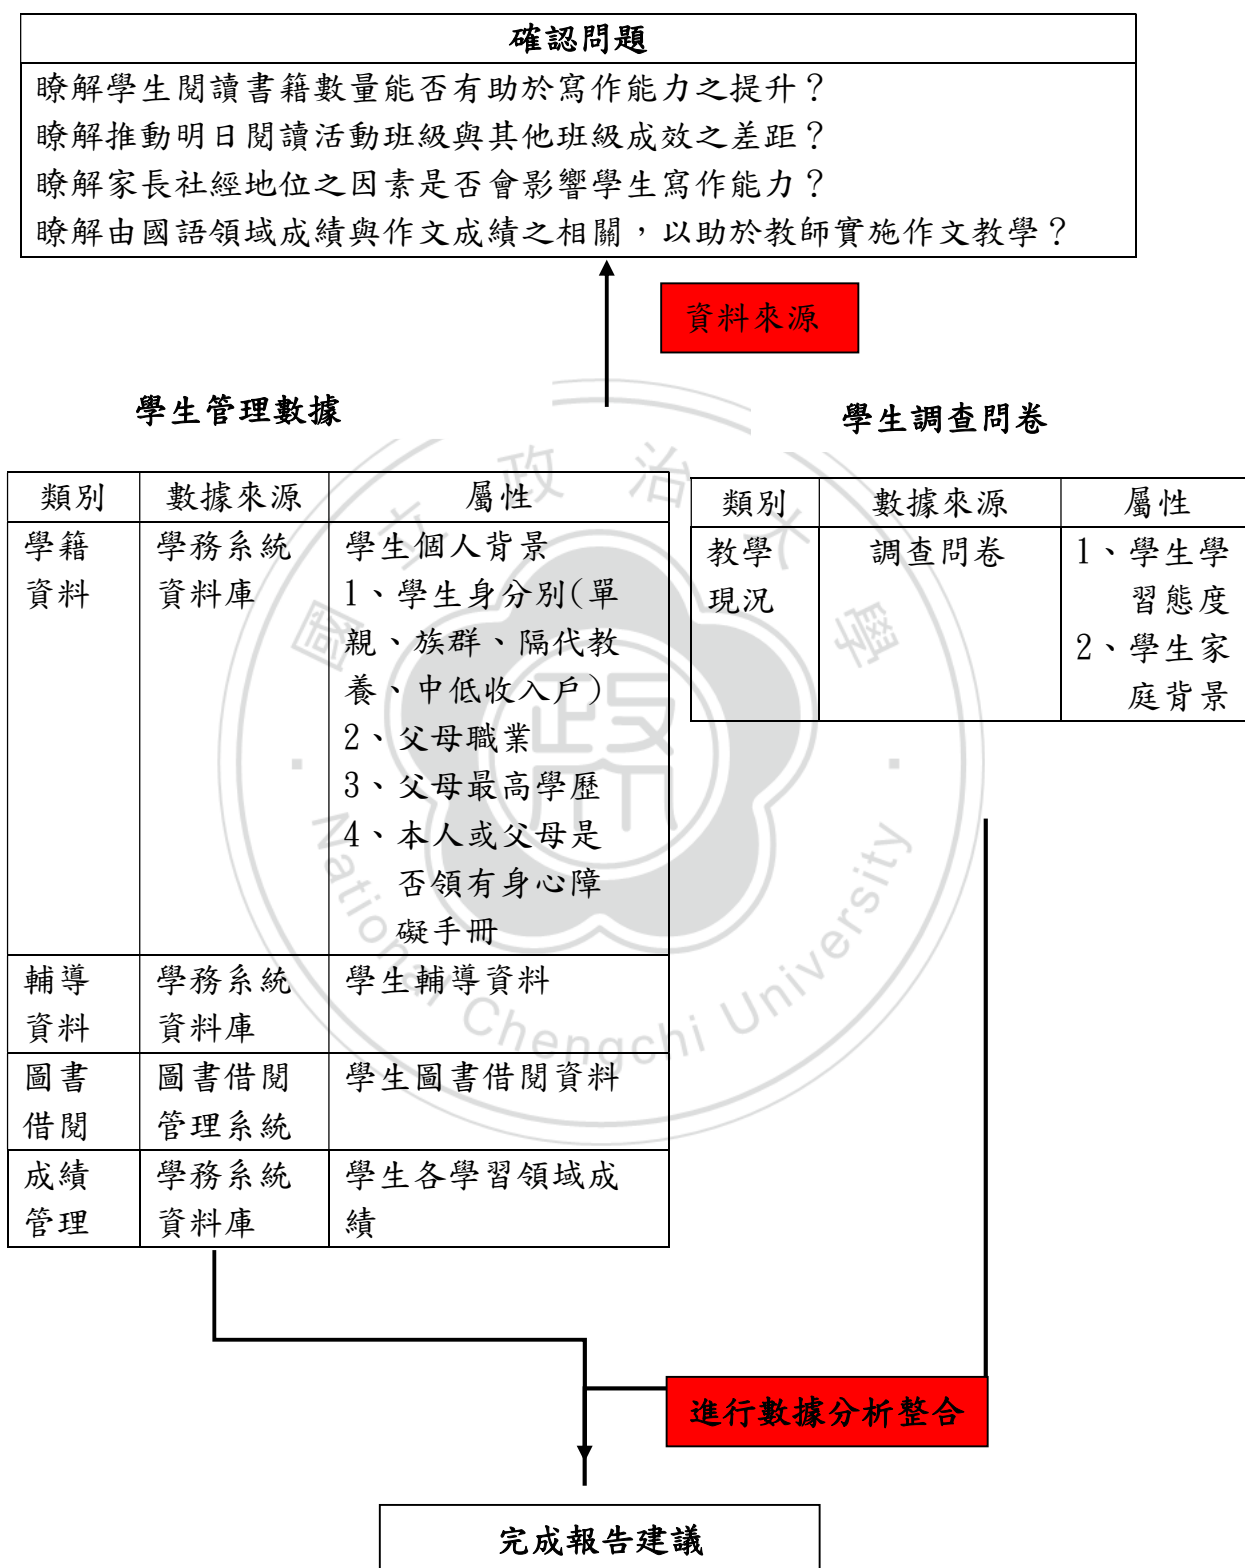 確認問題
瞭解學生閱讀書籍數量能否有助於寫作能力之提升？
瞭解推動明日閱讀活動班級與其他班級成效之差距？
瞭解家長社經地位之因素是否會影響學生寫作能力？
瞭解由國語領域成績與作文成績之相關，以助於教師實施作文教學？
資料來源
學生管理數據
類別 數據來源 屬性
學籍 學務系統 學生個人背景
資料 資料庫 1、學生身分別(單
親、族群、隔代教
養、中低收入戶)
2、父母職業
3、父母最高學歷
4、本人或父母是
否領有身心障
礙手冊
輔導 學務系統 學生輔導資料
資料 資料庫
圖書 圖書借閱 學生圖書借閱資料
借閱 管理系統
成績 學務系統 學生各學習領域成
管理 資料庫 績
學生調查問卷
類別 數據來源 屬性
教學 調查問卷 1、學生學
現況 習態度
2、學生家
庭背景
進行數據分析整合
完成報告建議
國立政治大學
National Chengchi University
政